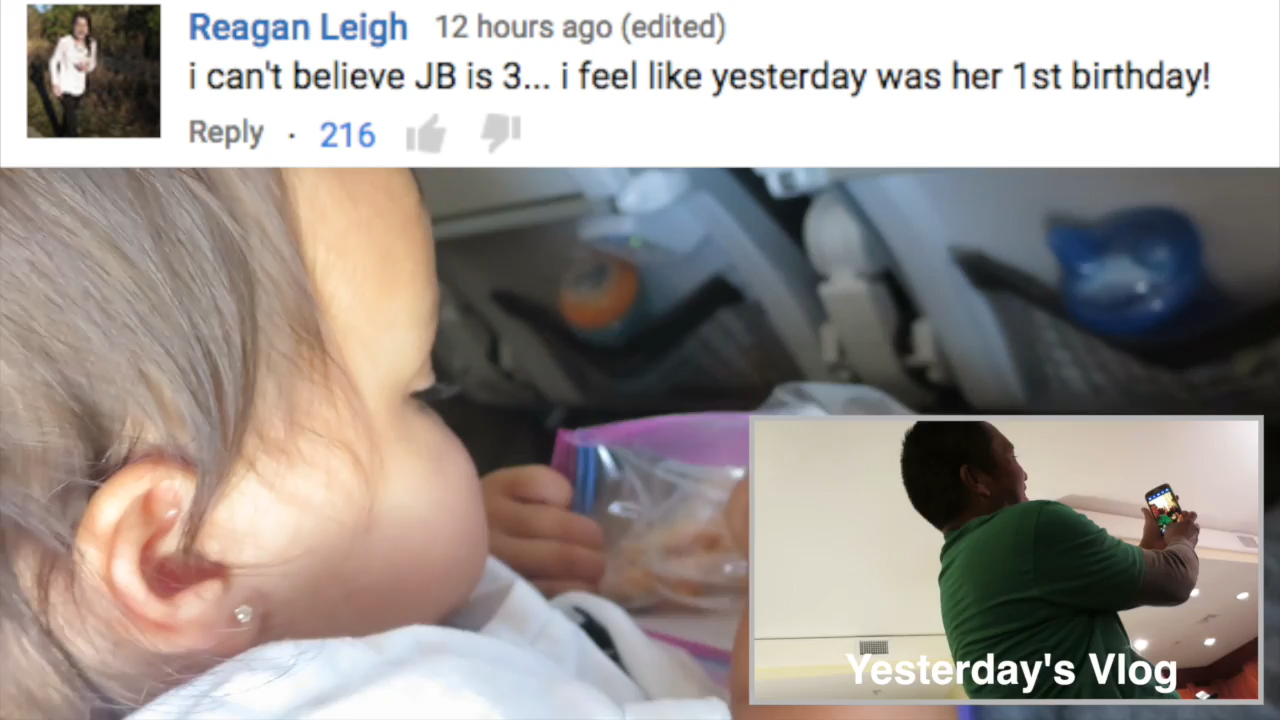 Reagan Leigh 12 hours ago (edited)
i can't believe JB is 3... i feel like yesterday was her 1st birthday!
Reply · 216
Yesterday's Vlog